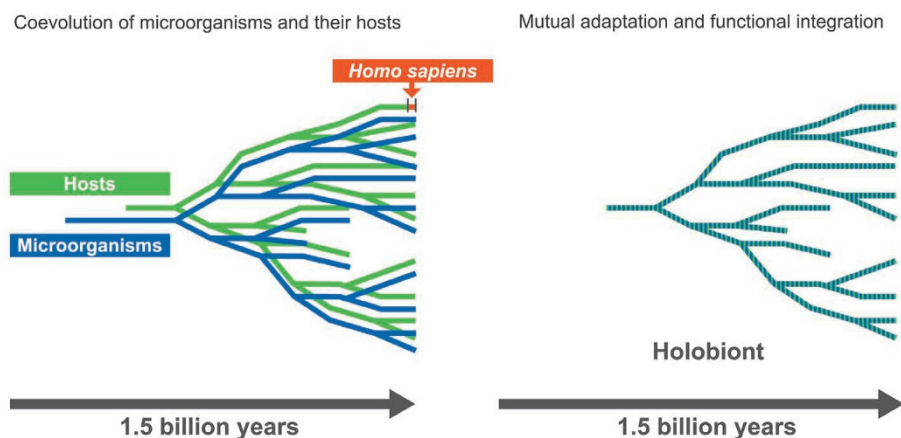 Coevolution of microorganisms and their hosts
Mutual adaptation and functional integration
Homo sapiens
Hosts
Microorganisms
Holobiont
1.5 billion years
1.5 billion years